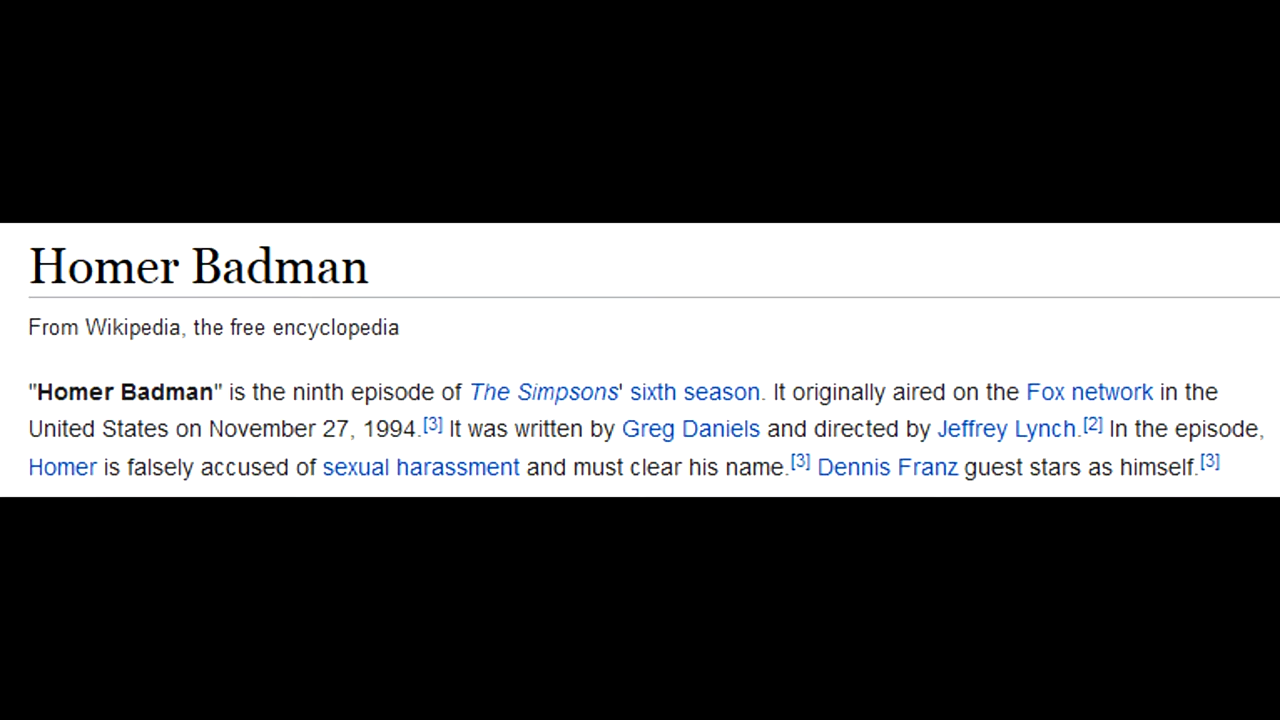 Homer Badman
From Wikipedia, the free encyclopedia
"Homer Badman" is the ninth episode of The Simpsons' sixth season. It originally aired on the Fox network in the
United States on November 27, 1994.[3] It was written by Greg Daniels and directed by Jeffrey Lynch.[2] In the episode,
Homer is falsely accused of sexual harassment and must clear his name.[3] Dennis Franz guest stars as himself.[3]